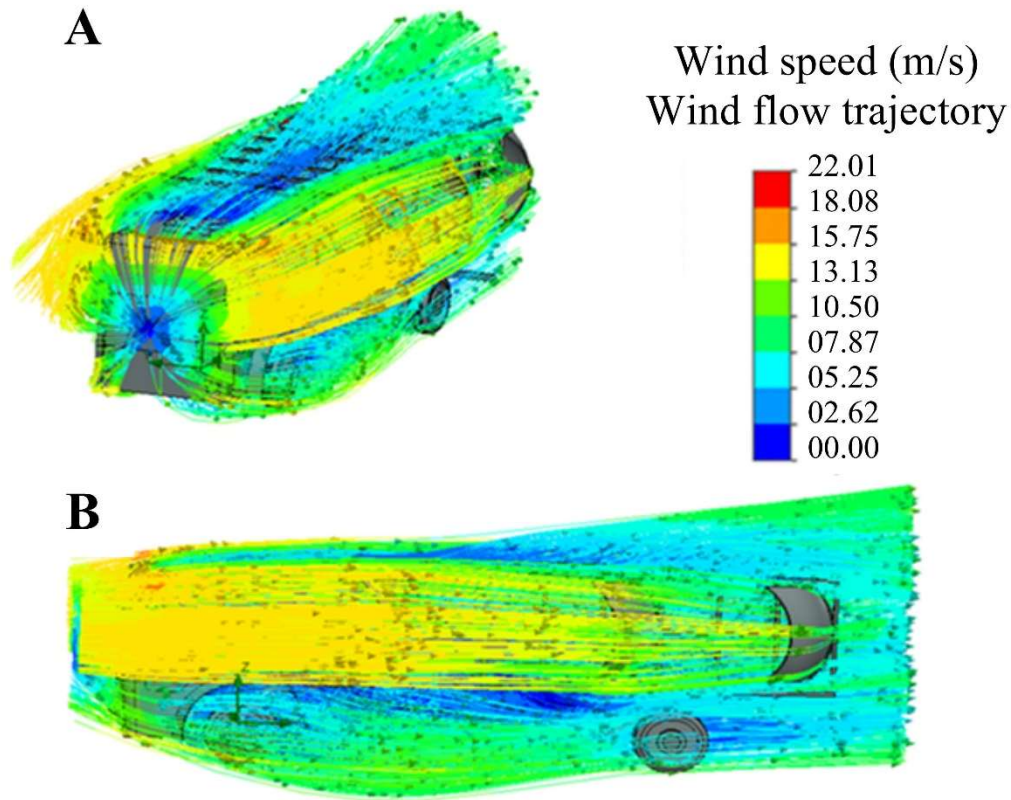 A
Wind speed (m/s)
Wind flow trajectory
22.01
18.08
15.75
13.13
10.50
07.87
05.25
02.62
00.00
B
Z